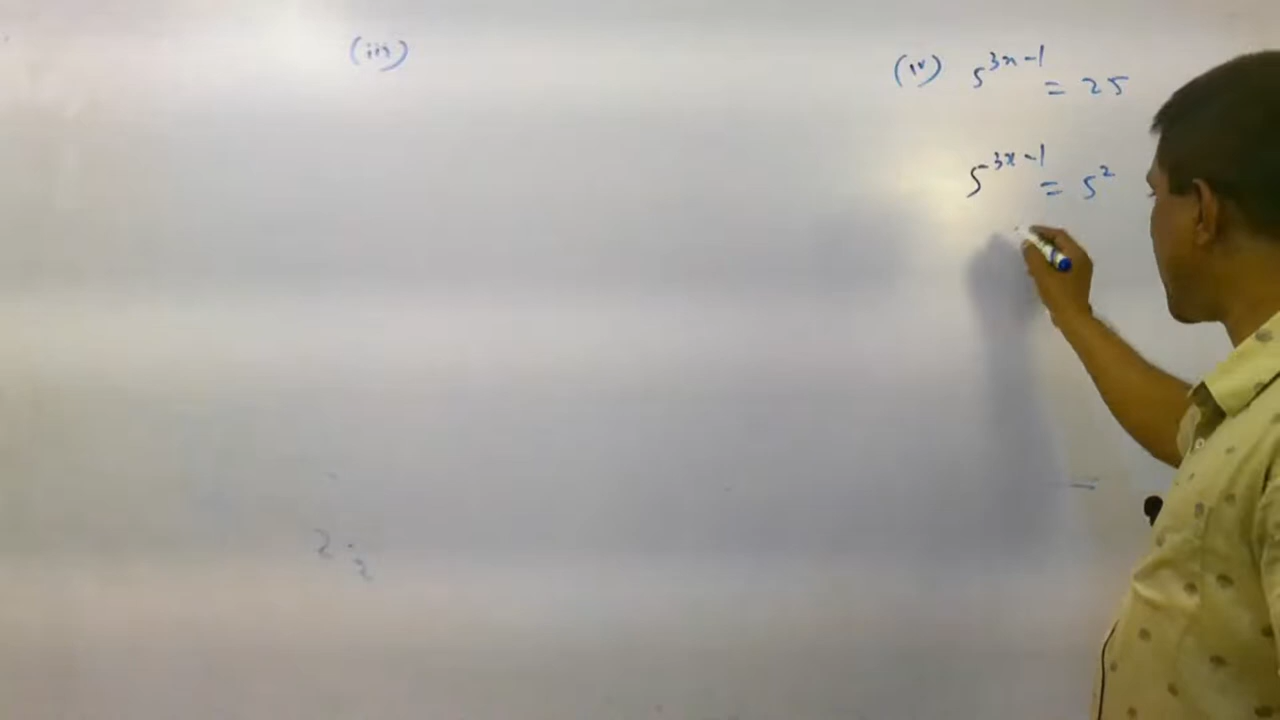 (iii)
(iv) 5^{3x-1} = 25
5^{3x-1} = 5^2